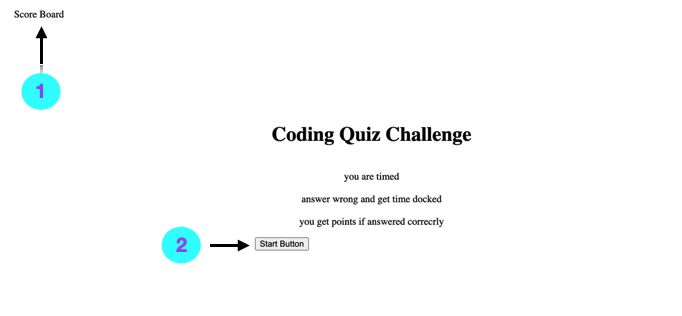 Score Board
1
Coding Quiz Challenge
you are timed
answer wrong and get time docked
you get points if answered correcrly
2
Start Button